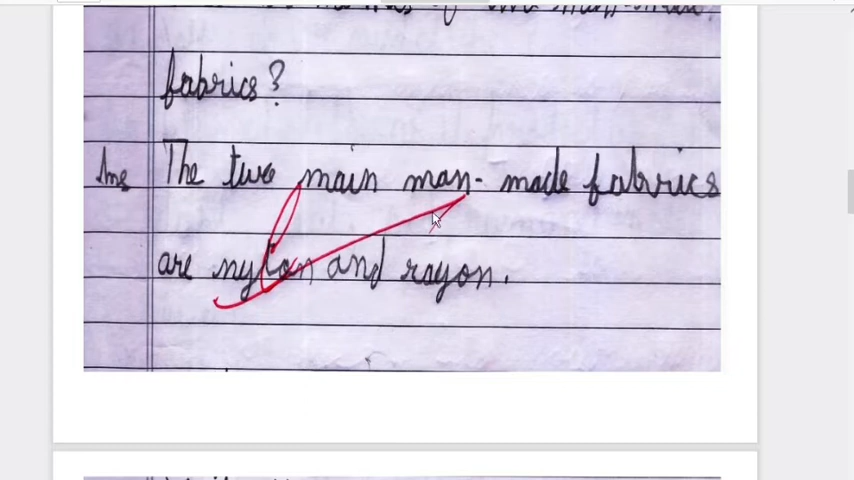 fabrics?
Ans The two main man-made fabrics
are nylon and rayon.